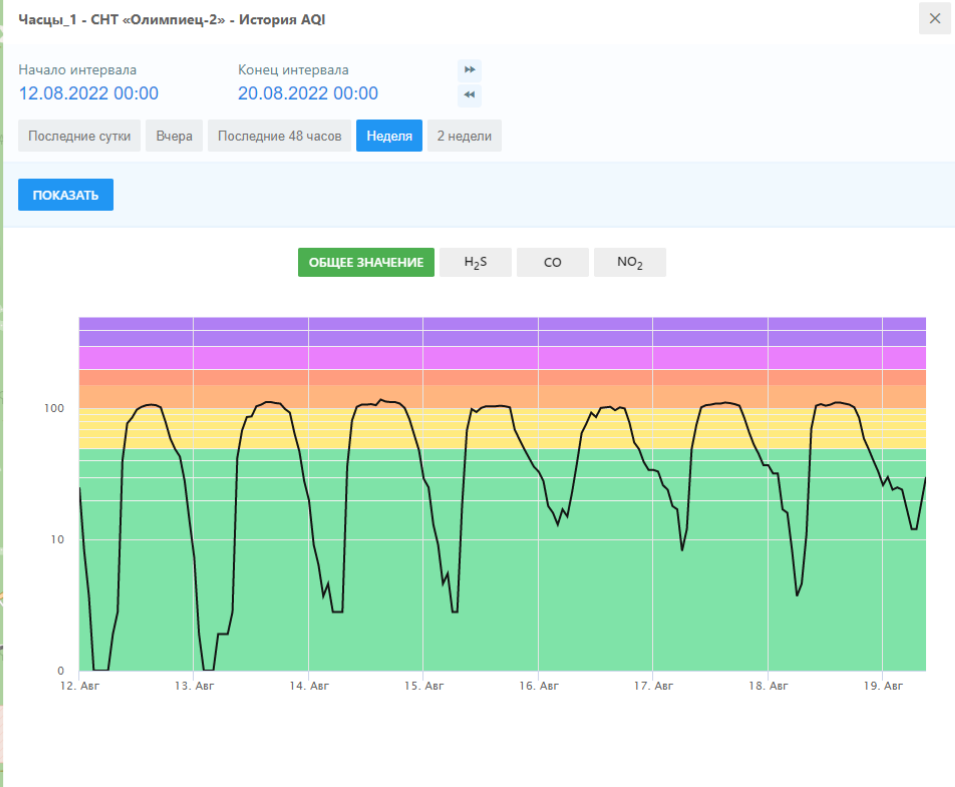 Часцы_1 - СНТ «Олимпиец-2» - История AQI
Начало интервала
12.08.2022 00:00
Конец интервала
20.08.2022 00:00
Последние сутки
Вчера
Последние 48 часов
Неделя
2 недели
ПОКАЗАТЬ
ОБЩЕЕ ЗНАЧЕНИЕ
H₂S
CO
NO₂
100
10
0
12. Авг
13. Авг
14. Авг
15. Авг
16. Авг
17. Авг
18. Авг
19. Авг